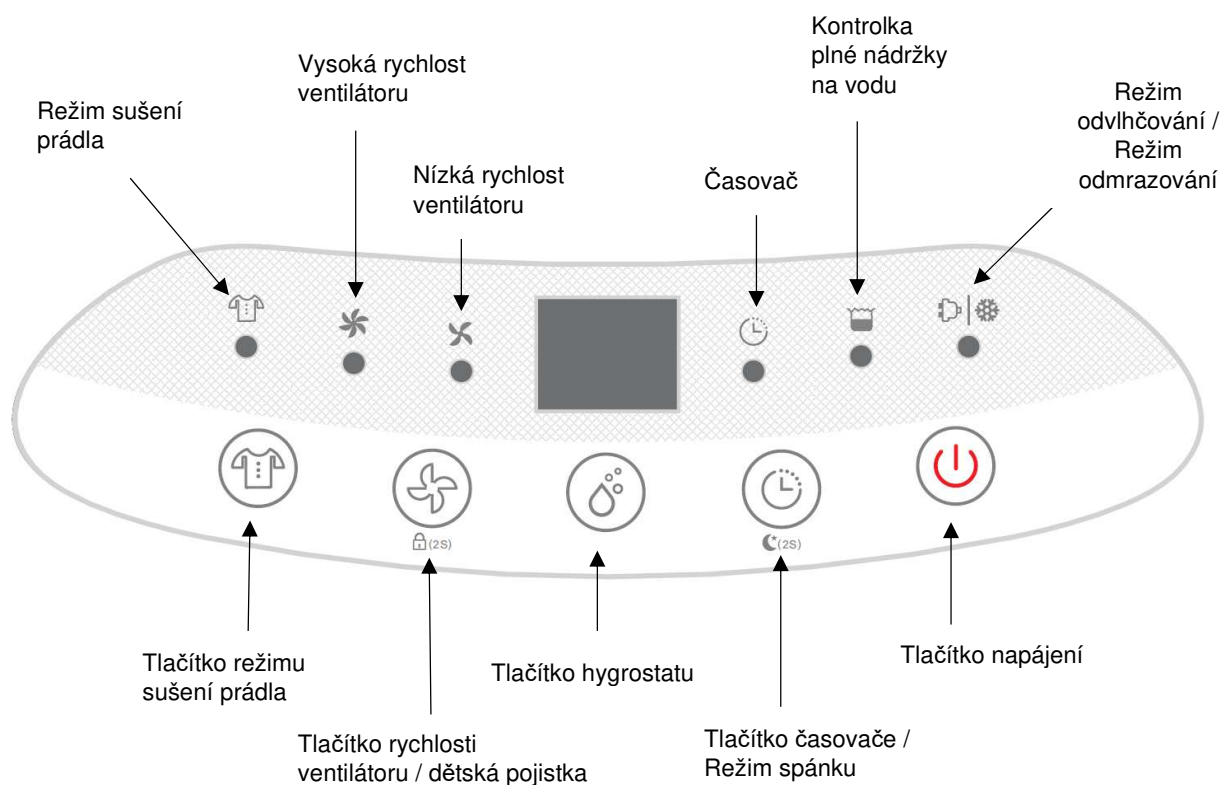 Kontrolka
plné nádržky
na vodu
Vysoká rychlost
ventilátoru
Režim
odvlhčování /
Režim
odmrazování
Režim sušení
prádla
Nízká rychlost
ventilátoru
Časovač
(2S)
(2S)
Tlačítko režimu
sušení prádla
Tlačítko hygrostatu
Tlačítko napájení
Tlačítko rychlosti
ventilátoru / dětská pojistka
Tlačítko časovače /
Režim spánku